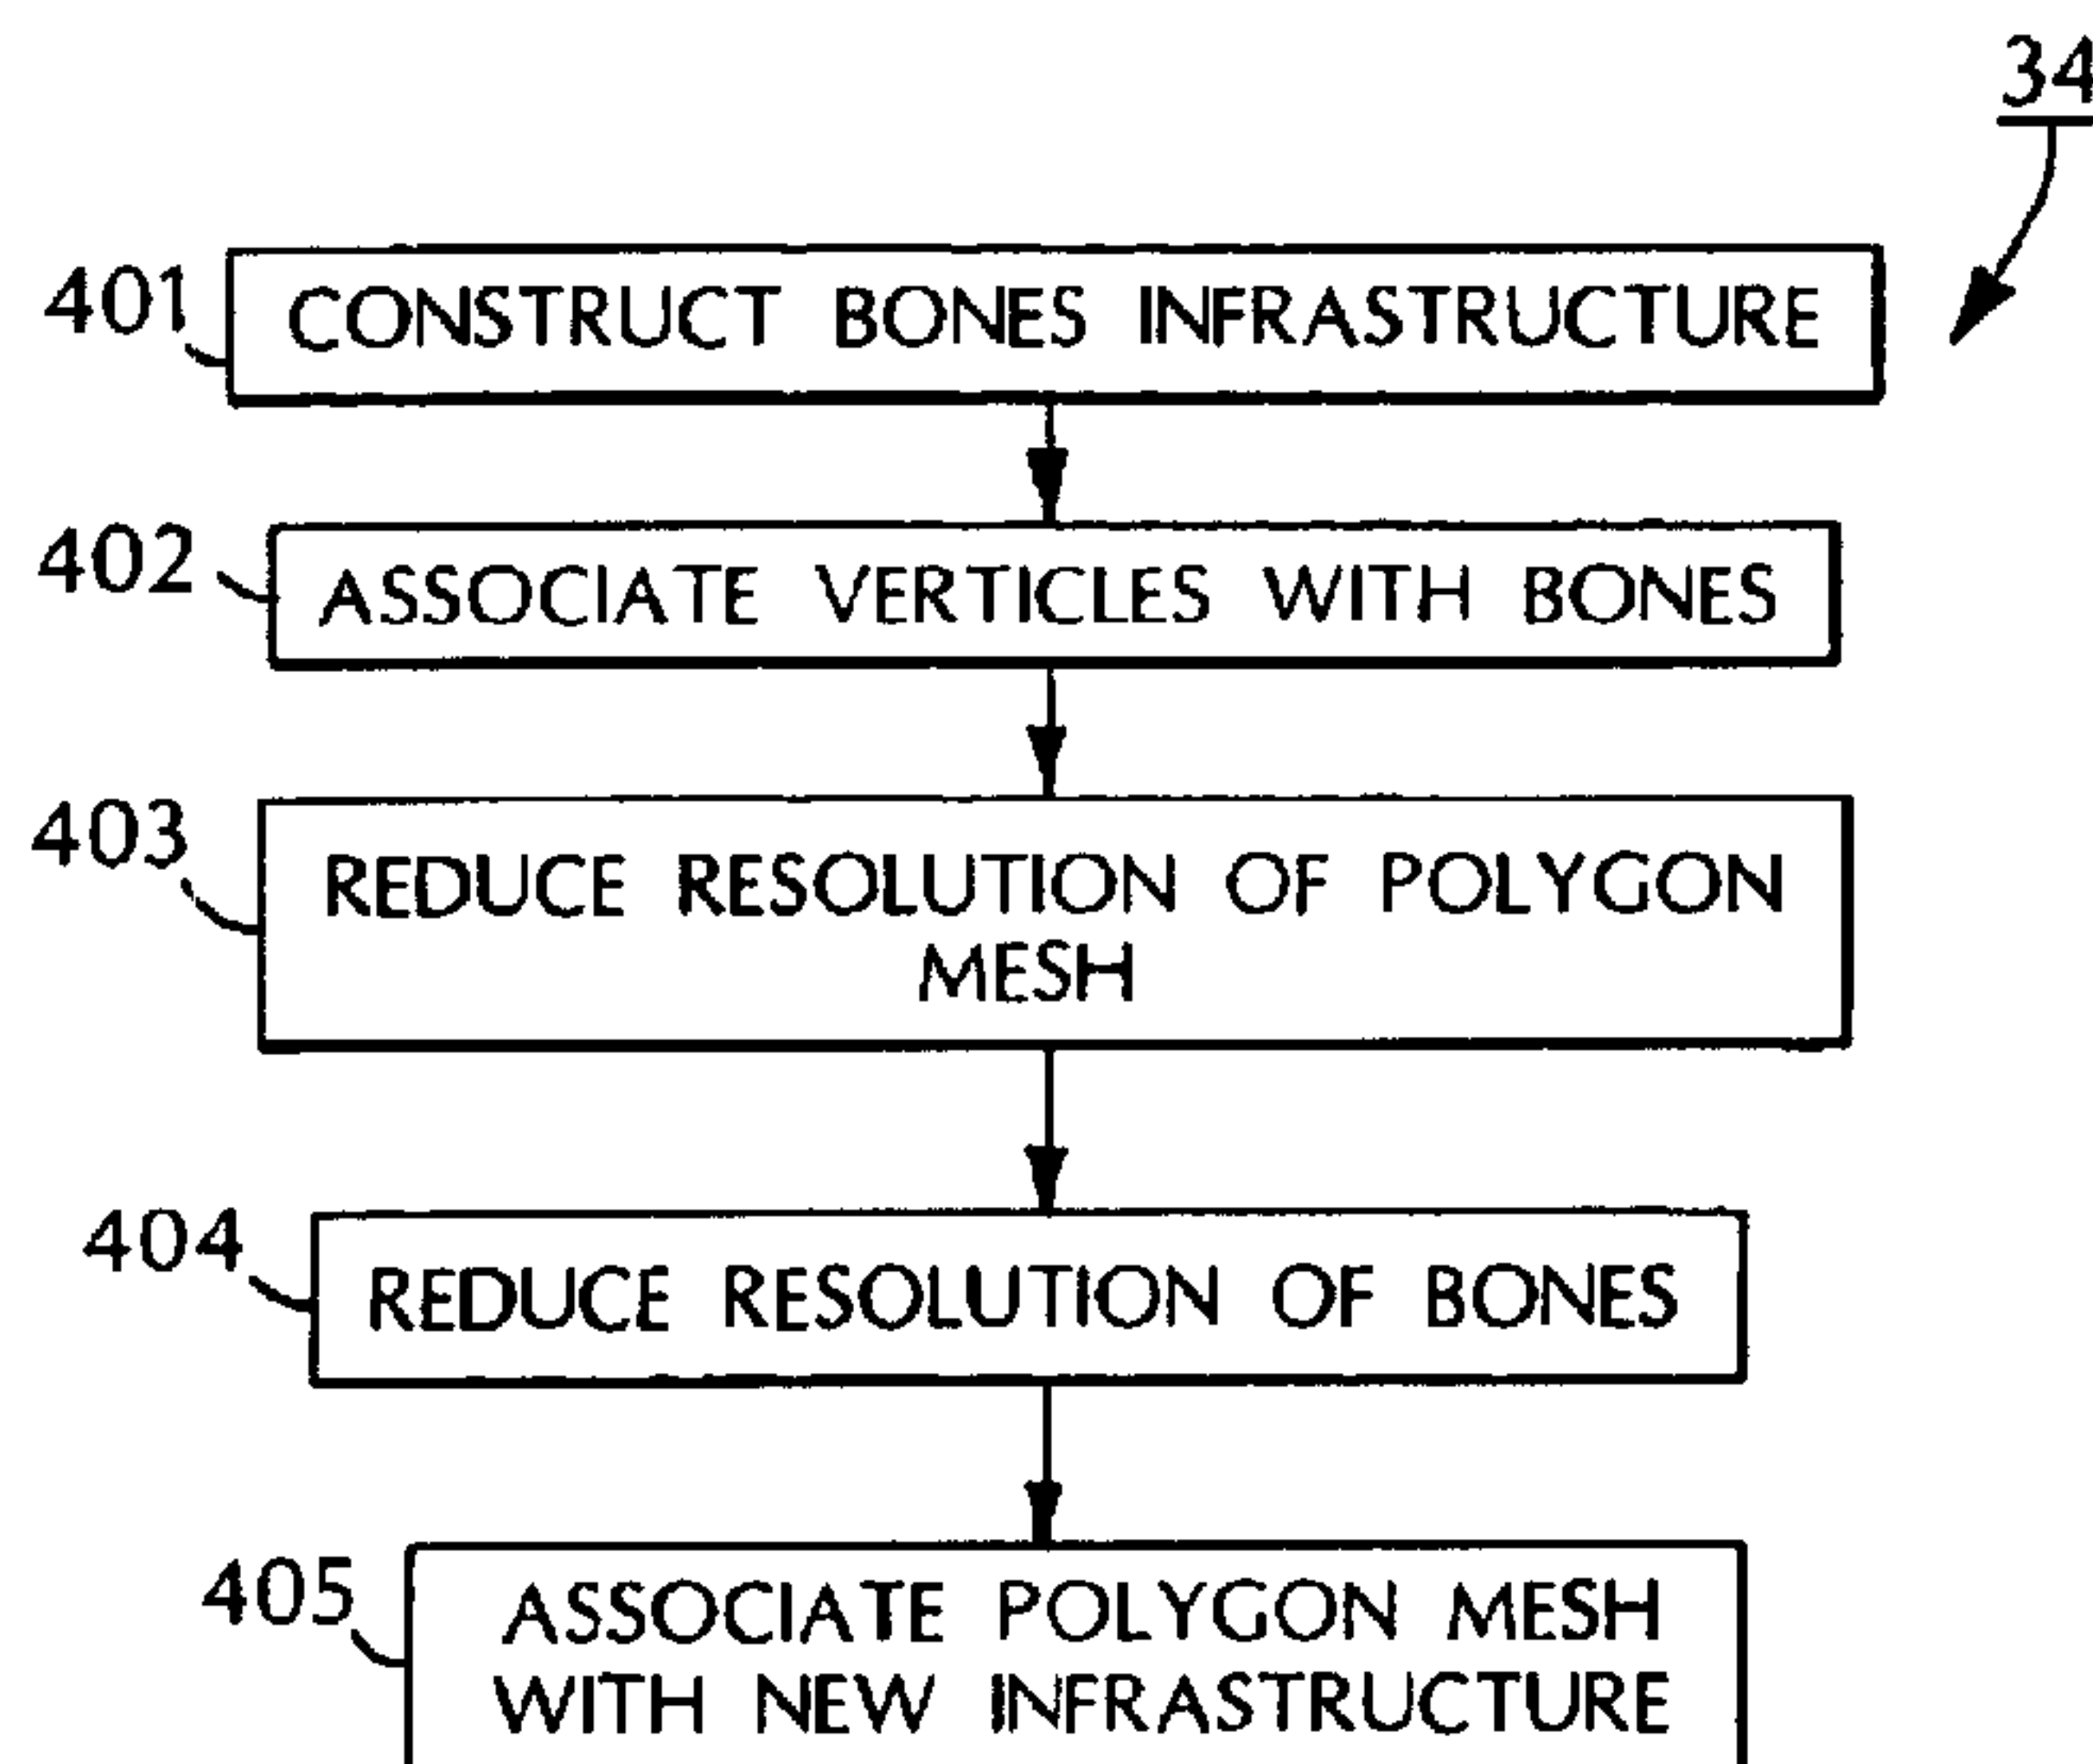 34
401
CONSTRUCT BONES INFRASTRUCTURE
402
ASSOCIATE VERTICLES WITH BONES
403
REDUCE RESOLUTION OF POLYGON
MESH
404
REDUCE RESOLUTION OF BONES
405
ASSOCIATE POLYGON MESH
WITH NEW INFRASTRUCTURE